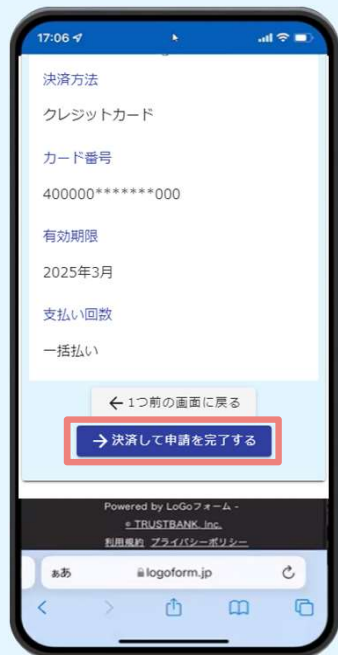 17:06
決済方法
クレジットカード
カード番号
400000*******000
有効期限
2025年3月
支払い回数
一括払い
← 1つ前の画面に戻る
→ 決済して申請を完了する
Powered by LoGoフォーム -
© TRUSTBANK, Inc.
利用規約 プライバシーポリシー
ぁあ logoform.jp